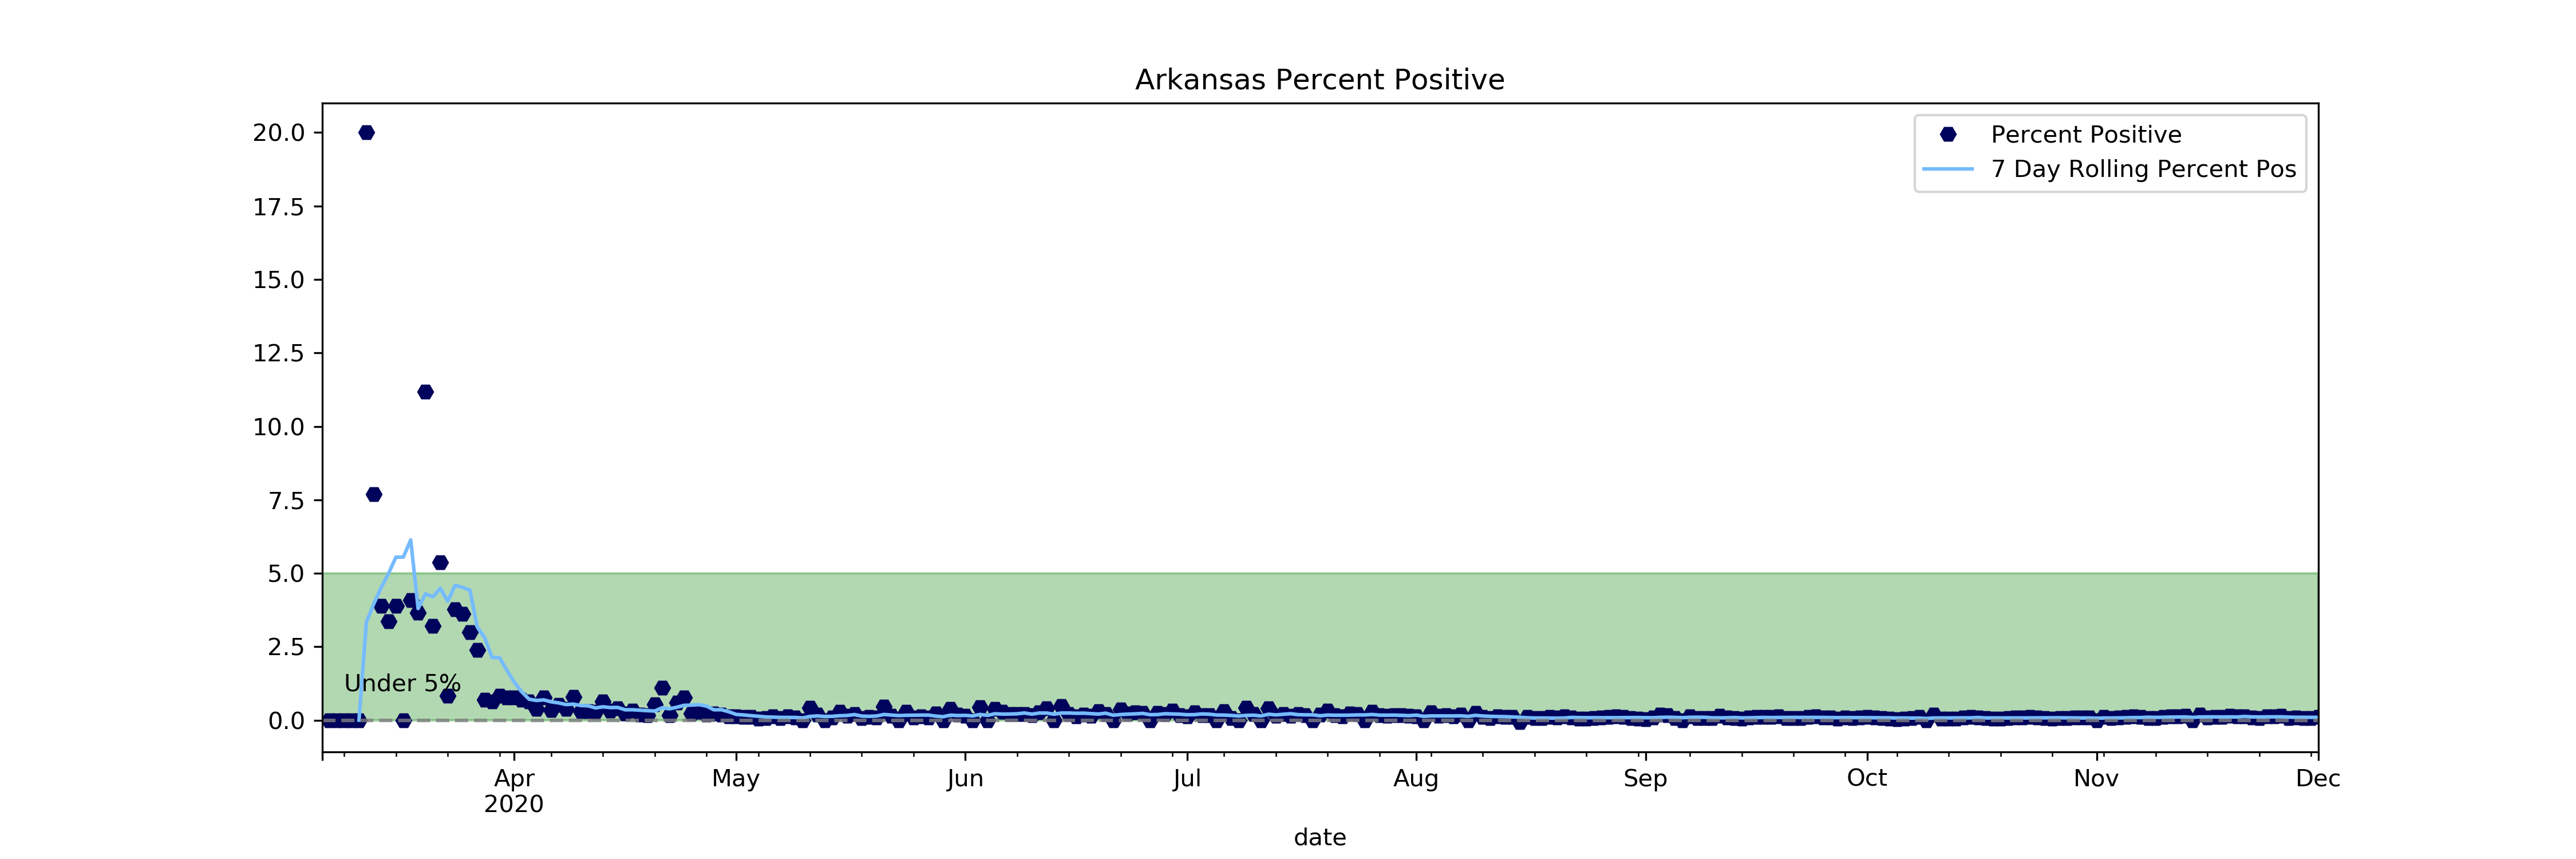 Arkansas Percent Positive
20.0
17.5
15.0
12.5
10.0
7.5
5.0
2.5
0.0
Percent Positive
7 Day Rolling Percent Pos
Under 5%
Apr
2020
May
Jun
Jul
Aug
Sep
Oct
Nov
Dec
date